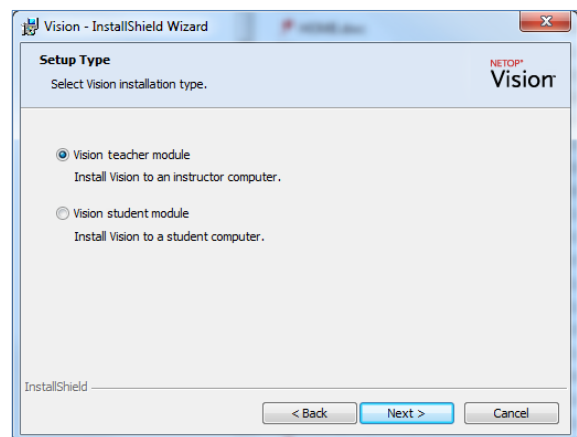 Vision - InstallShield Wizard
Setup Type
Select Vision installation type.
NETOP®
Vision™
Vision teacher module
Install Vision to an instructor computer.
Vision student module
Install Vision to a student computer.
InstallShield
< Back
Next >
Cancel